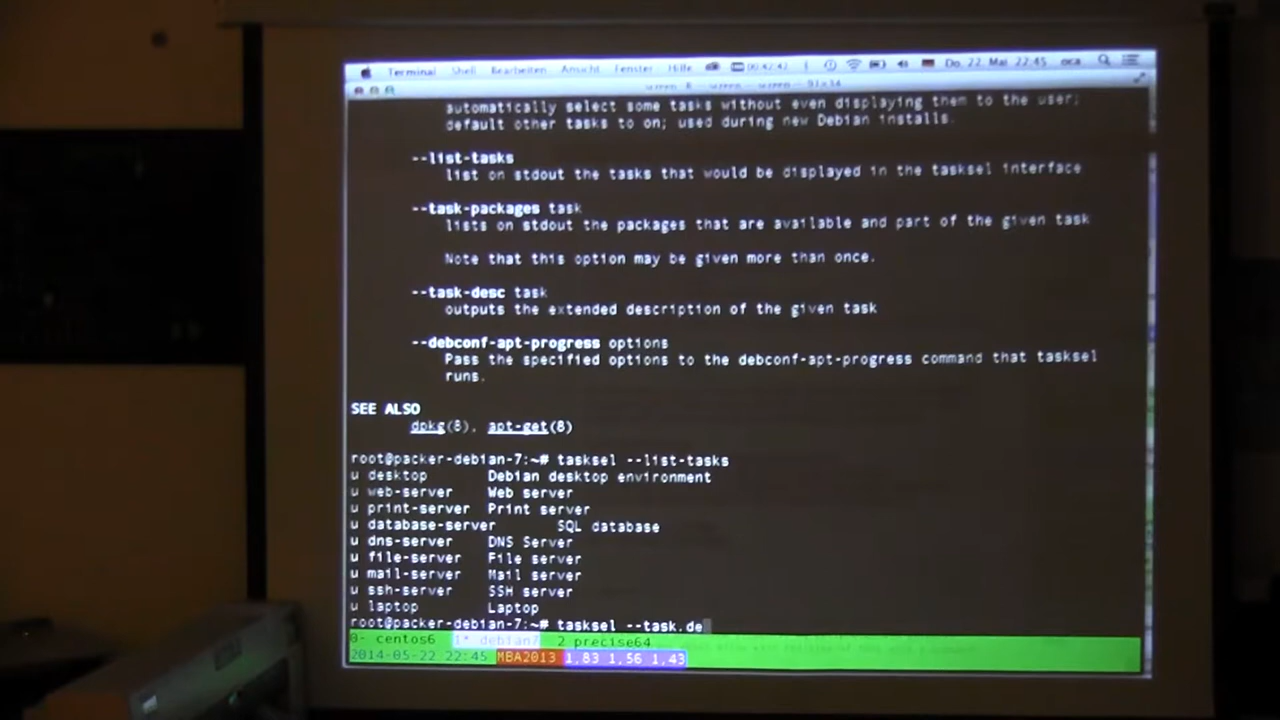 Terminal Shell Bearbeiten Ansicht Fenster Hilfe Do. 22. Mai 22:45 oca
automatically select some tasks without even displaying them to the user;
default other tasks to on; used during new Debian installs.
--list-tasks
list on stdout the tasks that would be displayed in the tasksel interface
--task-packages task
lists on stdout the packages that are available and part of the given task
Note that this option may be given more than once.
--task-desc task
outputs the extended description of the given task
--debconf-apt-progress options
Pass the specified options to the debconf-apt-progress command that tasksel
runs.
SEE ALSO
dpkg(8), apt-get(8)
root@packer-debian-7:~# tasksel --list-tasks
u desktop Debian desktop environment
u web-server Web server
u print-server Print server
u database-server SQL database
u dns-server DNS Server
u file-server File server
u mail-server Mail server
u ssh-server SSH server
u laptop Laptop
root@packer-debian-7:~# tasksel --task.de
0- centos6 1* debian7 2 precise64
2014-05-22 22:45 MBA2013 1,83 1,56 1,43